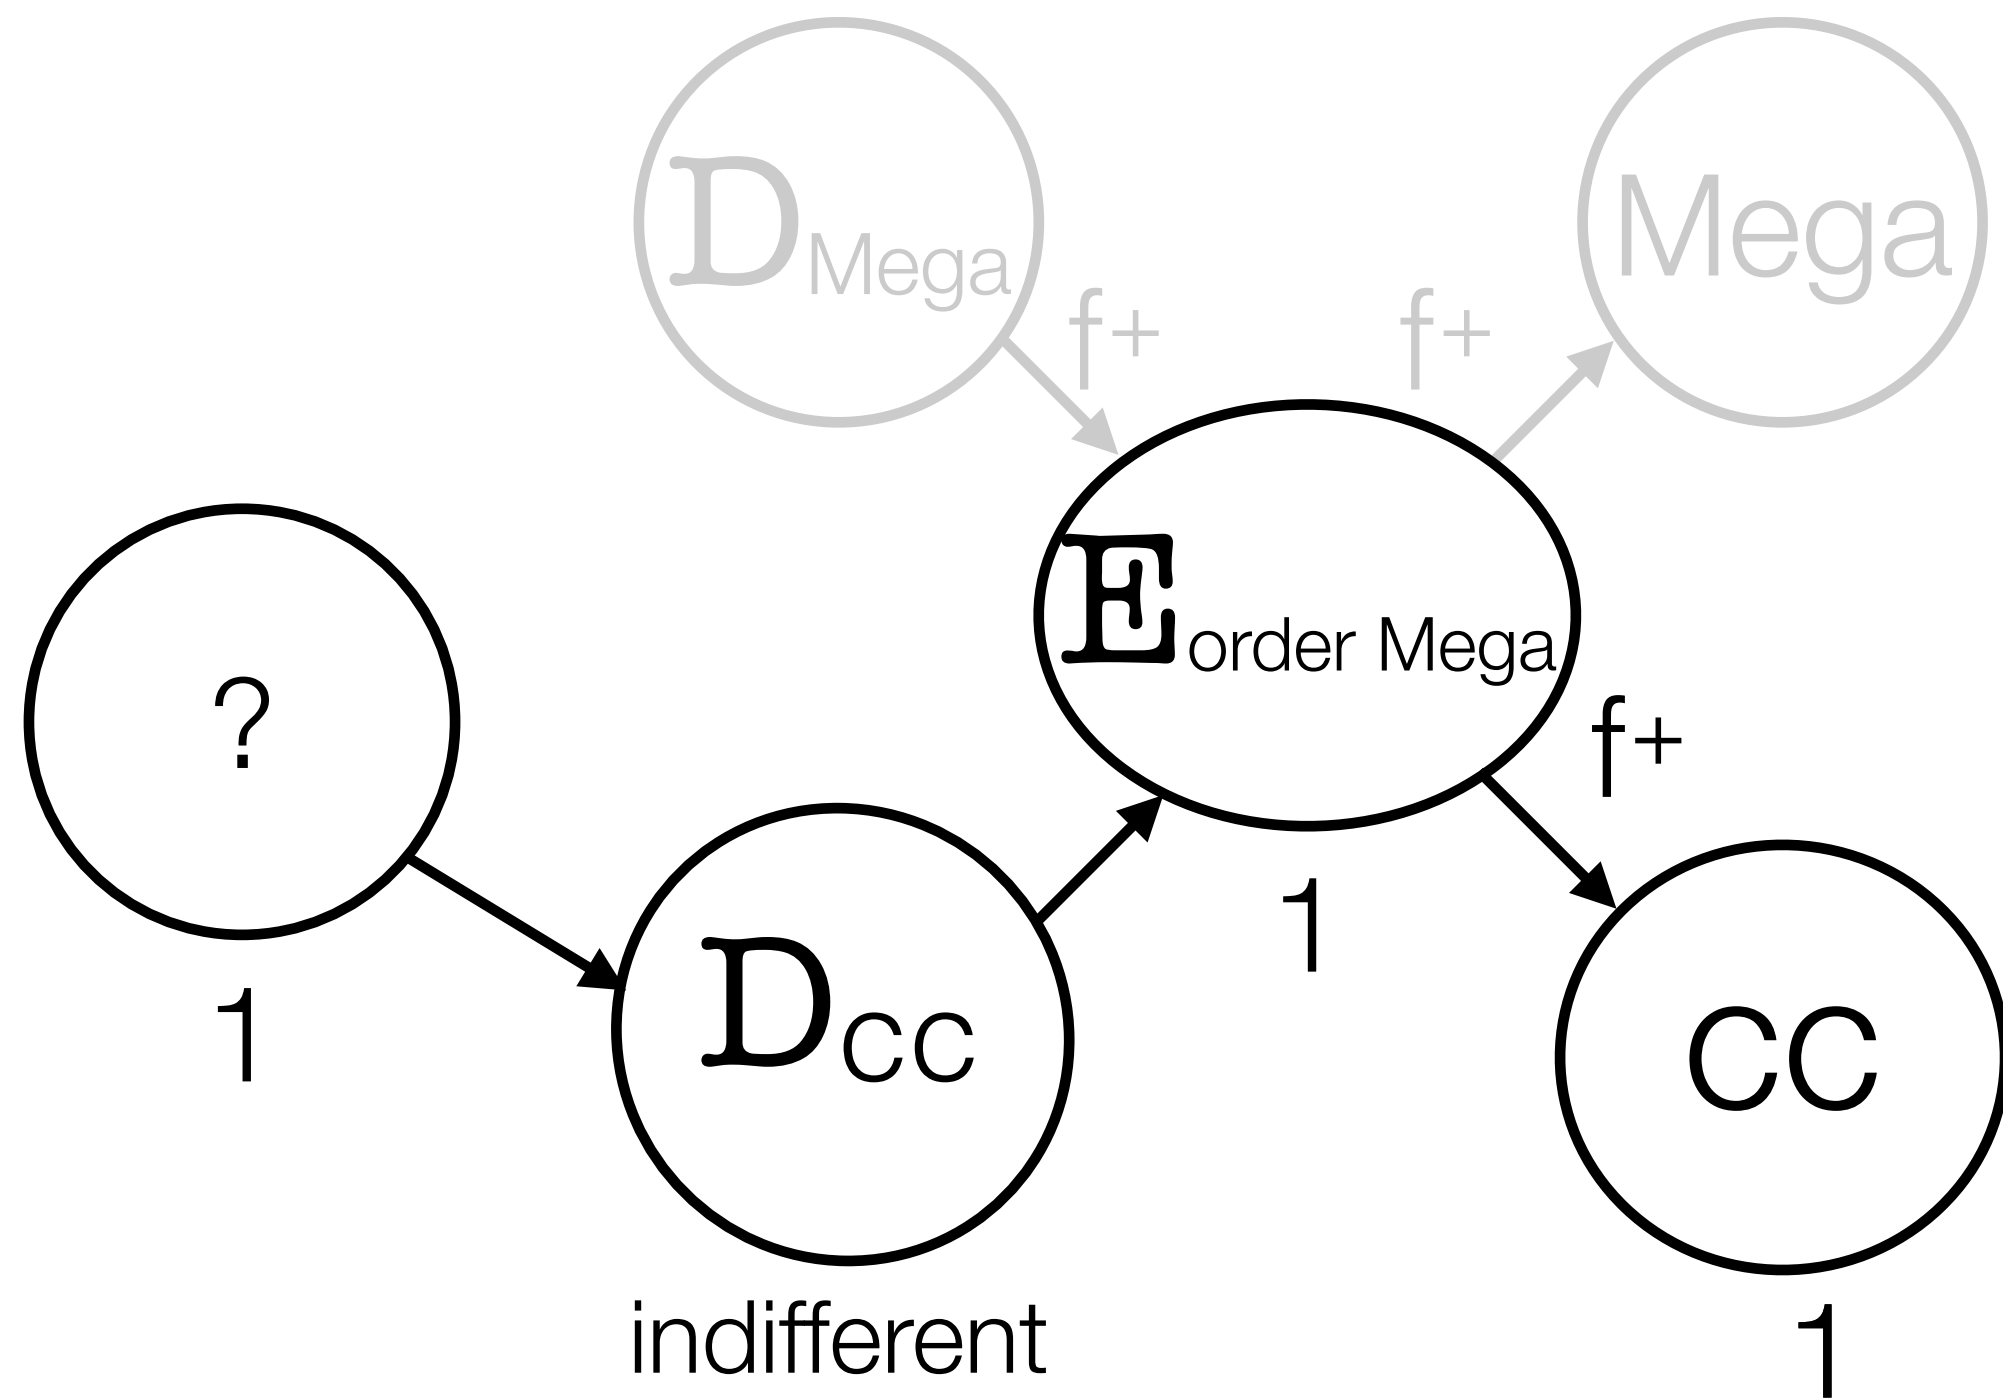 D Mega
Mega
f+
f+
E order Mega
?
f+
1
D CC
1
CC
indifferent
1